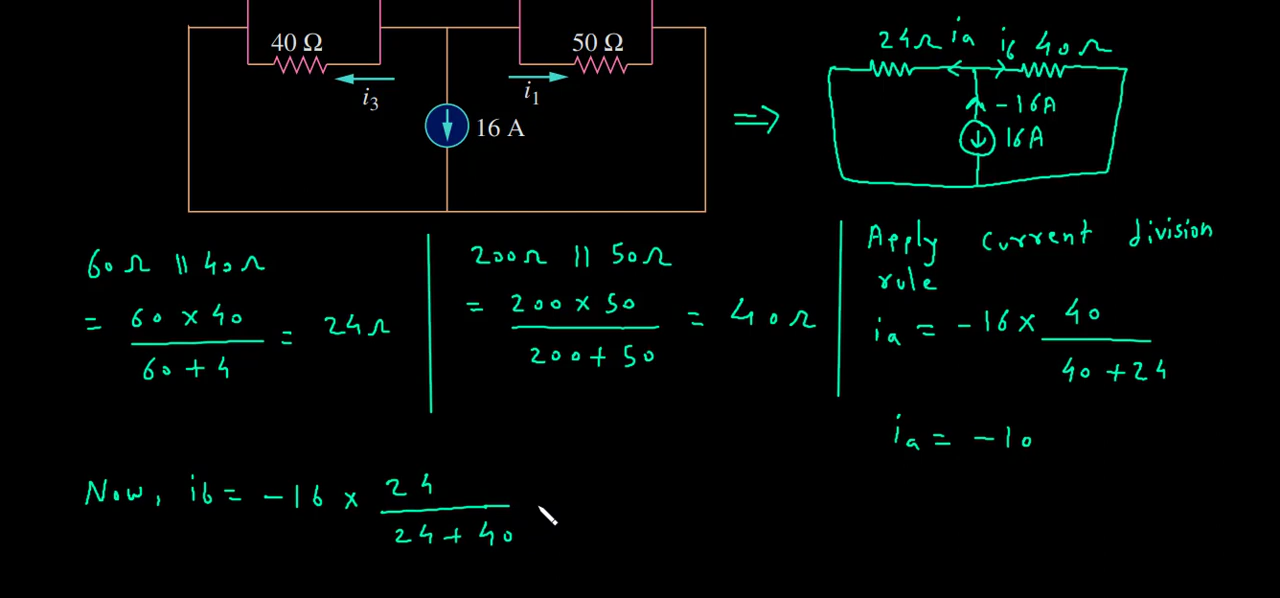 40 Ω
50 Ω
i₃
i₁
16 A
24Ω ia ib 40Ω
⇒
-16A
16A
60Ω || 40Ω
= 60 × 40 / 60 + 4 = 24Ω
200Ω || 50Ω
= 200 × 50 / 200 + 50 = 40Ω
Apply current division
rule
ia = -16 × 40 / 40 + 24
ia = -10
Now, ib = -16 × 24 / 24 + 40